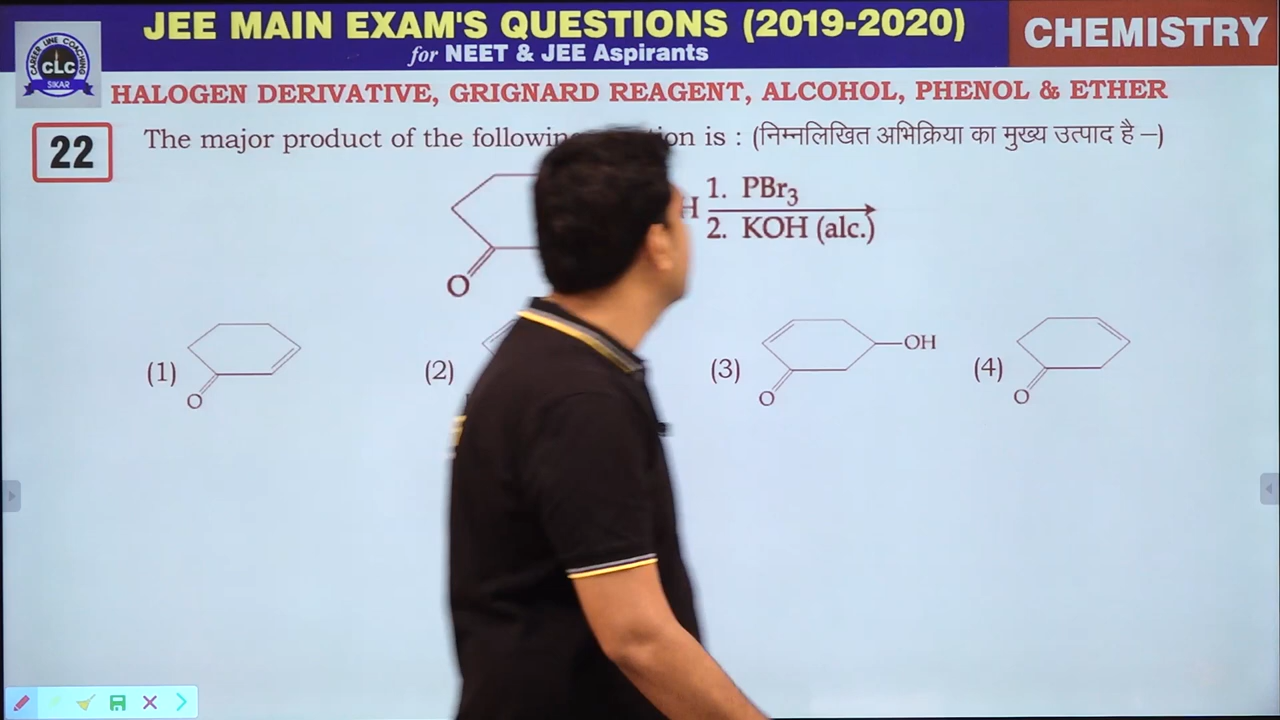 JEE MAIN EXAM'S QUESTIONS (2019-2020)
for NEET & JEE Aspirants
CHEMISTRY
CAREER LINE COACHING
CLC
SIKAR
HALOGEN DERIVATIVE, GRIGNARD REAGENT, ALCOHOL, PHENOL & ETHER
22
The major product of the following is : (निम्नलिखित अभिक्रिया का मुख्य उत्पाद है –)
H
1. PBr3
2. KOH (alc.)
O
(1)
O
(2)
(3)
OH
O
(4)
O